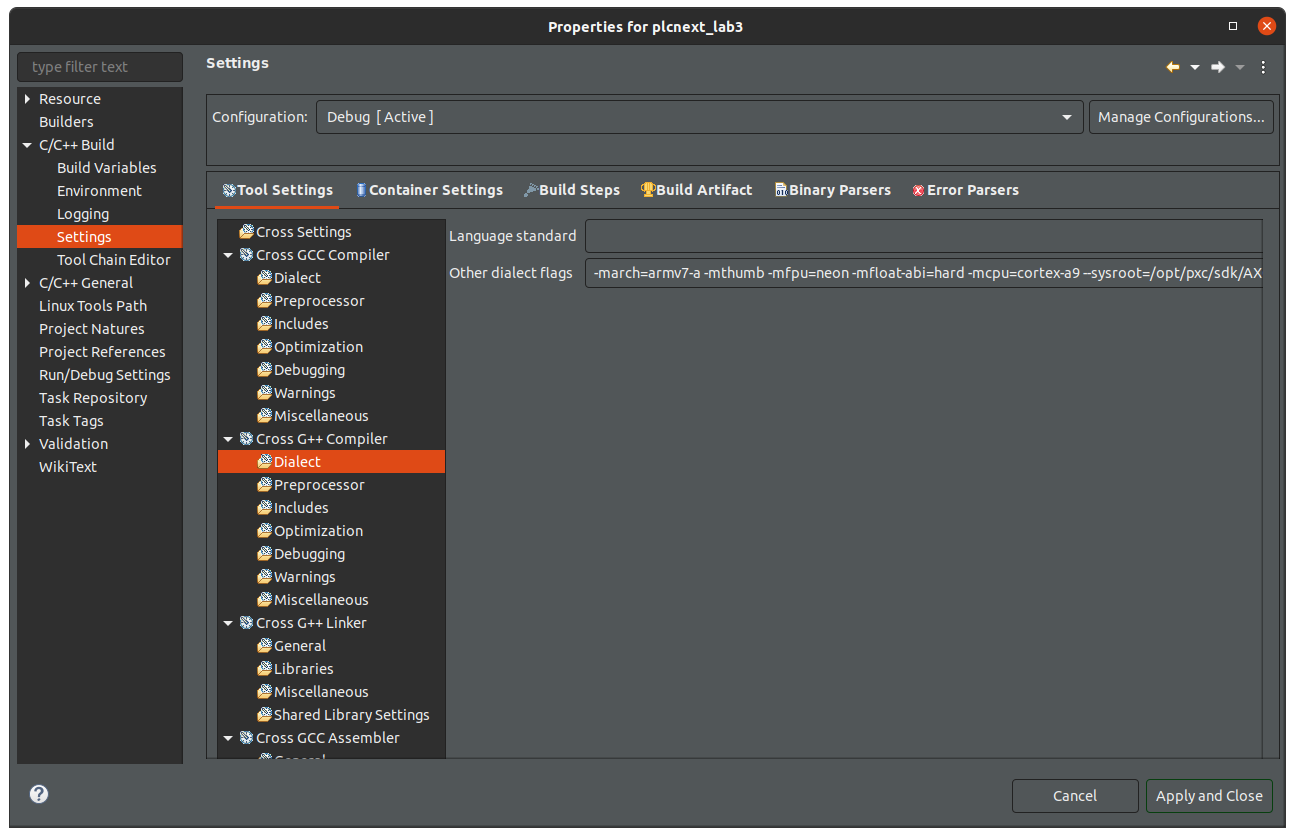 Properties for plcnext_lab3
type filter text
Resource
Builders
C/C++ Build
Build Variables
Environment
Logging
Settings
Tool Chain Editor
C/C++ General
Linux Tools Path
Project Natures
Project References
Run/Debug Settings
Task Repository
Task Tags
Validation
WikiText
Settings
Configuration: Debug [ Active ] Manage Configurations...
Tool Settings Container Settings Build Steps Build Artifact Binary Parsers Error Parsers
Cross Settings
Cross GCC Compiler
Dialect
Preprocessor
Includes
Optimization
Debugging
Warnings
Miscellaneous
Cross G++ Compiler
Dialect
Preprocessor
Includes
Optimization
Debugging
Warnings
Miscellaneous
Cross G++ Linker
General
Libraries
Miscellaneous
Shared Library Settings
Cross GCC Assembler
General
Language standard
Other dialect flags -march=armv7-a -mthumb -mfpu=neon -mfloat-abi=hard -mcpu=cortex-a9 --sysroot=/opt/pxc/sdk/AX
Cancel Apply and Close